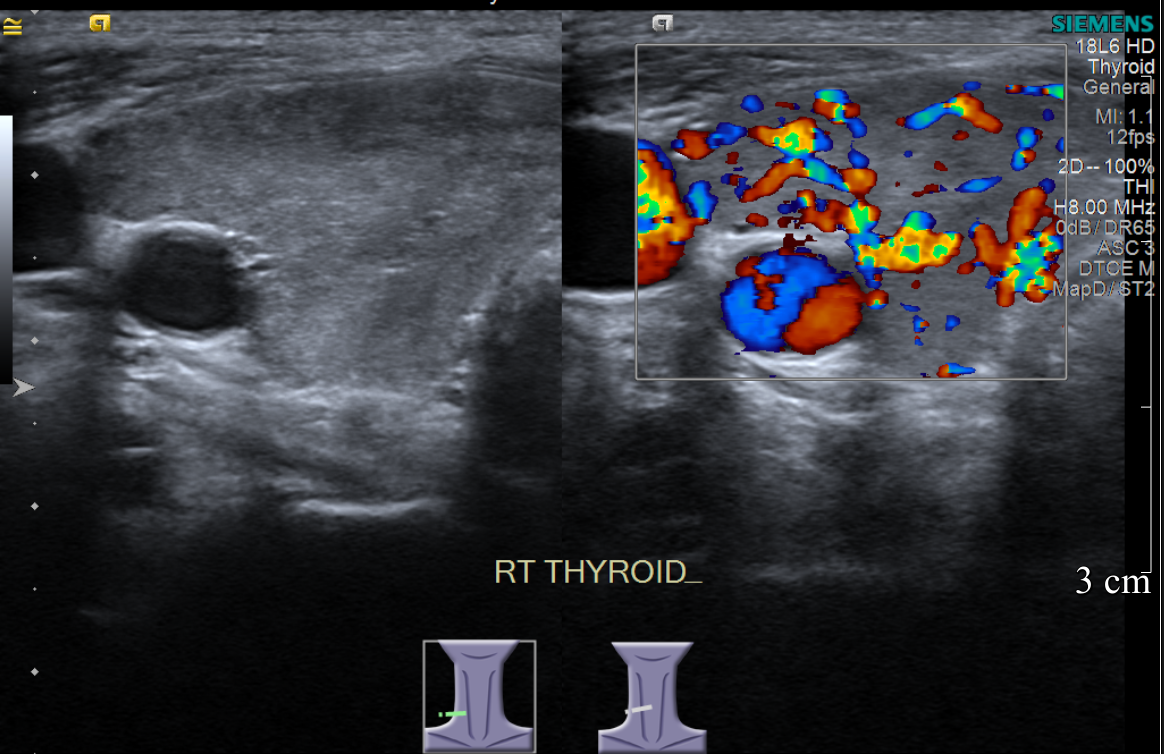 SIEMENS
18L6 HD
Thyroid
General
MI: 1.1
12fps
2D -- 100%
THI
H8.00 MHz
0dB / DR65
ASC 3
DTCE M
MapD / ST2
RT THYROID_
3 cm